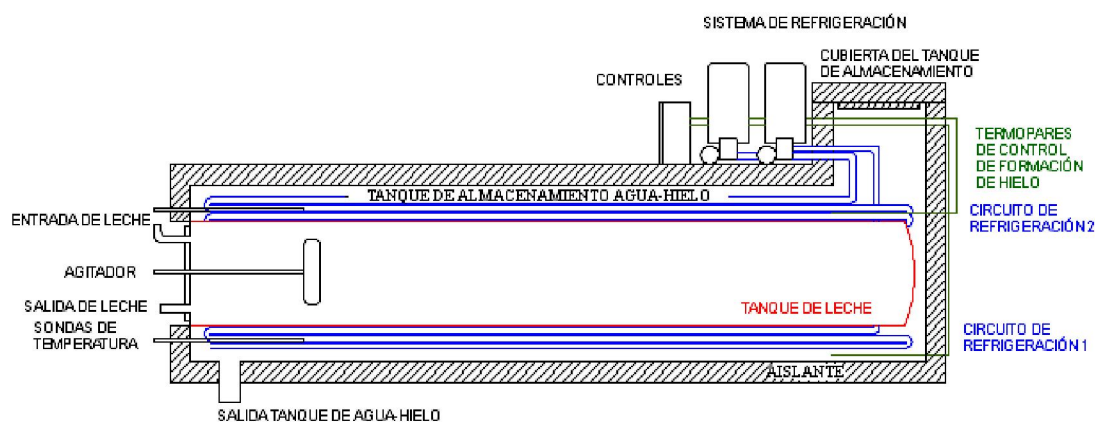 SISTEMA DE REFRIGERACIÓN
CUBIERTA DEL TANQUE
DE ALMACENAMIENTO
CONTROLES
TERMOPARES
DE CONTROL
DE FORMACIÓN
DE HIELO
TANQUE DE ALMACENAMIENTO AGUA-HIELO
ENTRADA DE LECHE
CIRCUITO DE
REFRIGERACIÓN 2
AGITADOR
SALIDA DE LECHE
TANQUE DE LECHE
SONDAS DE
TEMPERATURA
CIRCUITO DE
REFRIGERACIÓN 1
AISLANTE
SALIDA TANQUE DE AGUA-HIELO